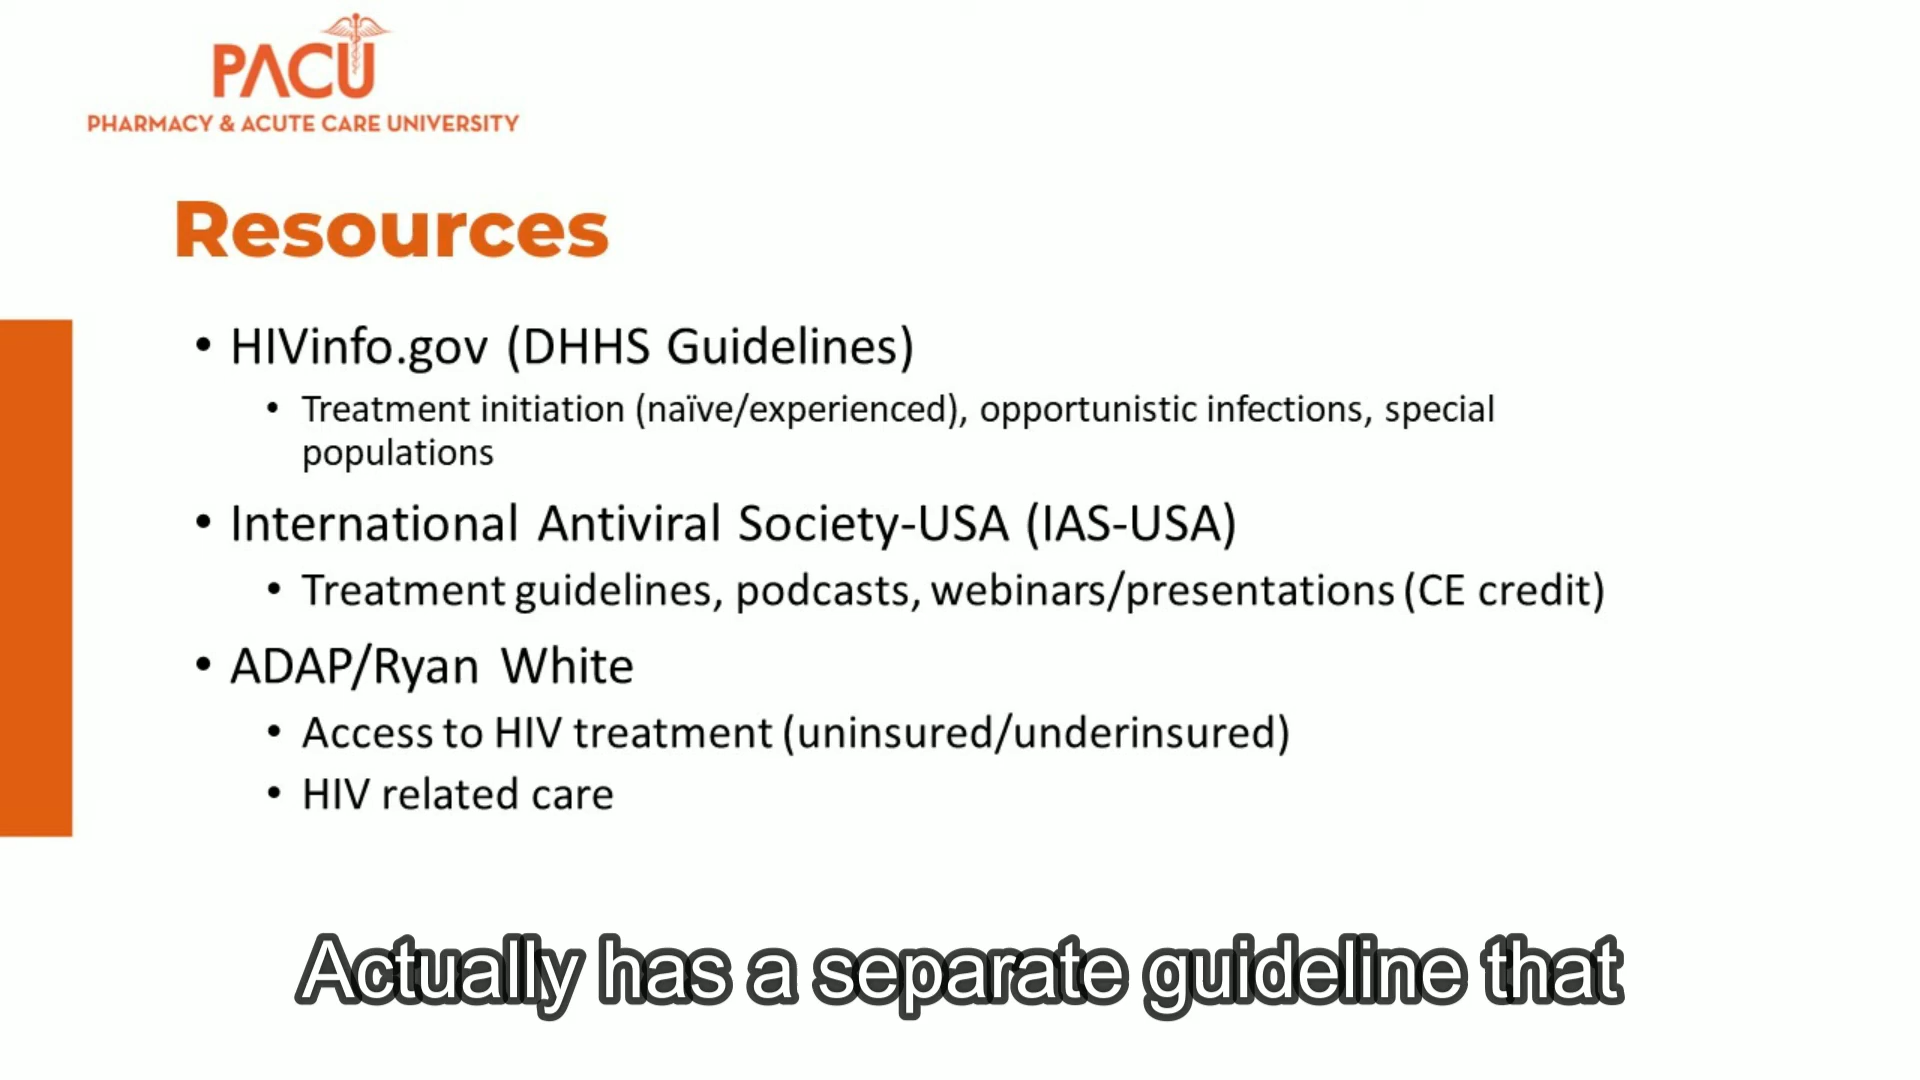 PACU
PHARMACY & ACUTE CARE UNIVERSITY
Resources
• HIVinfo.gov (DHHS Guidelines)
• Treatment initiation (naïve/experienced), opportunistic infections, special
populations
• International Antiviral Society-USA (IAS-USA)
• Treatment guidelines, podcasts, webinars/presentations (CE credit)
• ADAP/Ryan White
• Access to HIV treatment (uninsured/underinsured)
• HIV related care
Actually has a separate guideline that